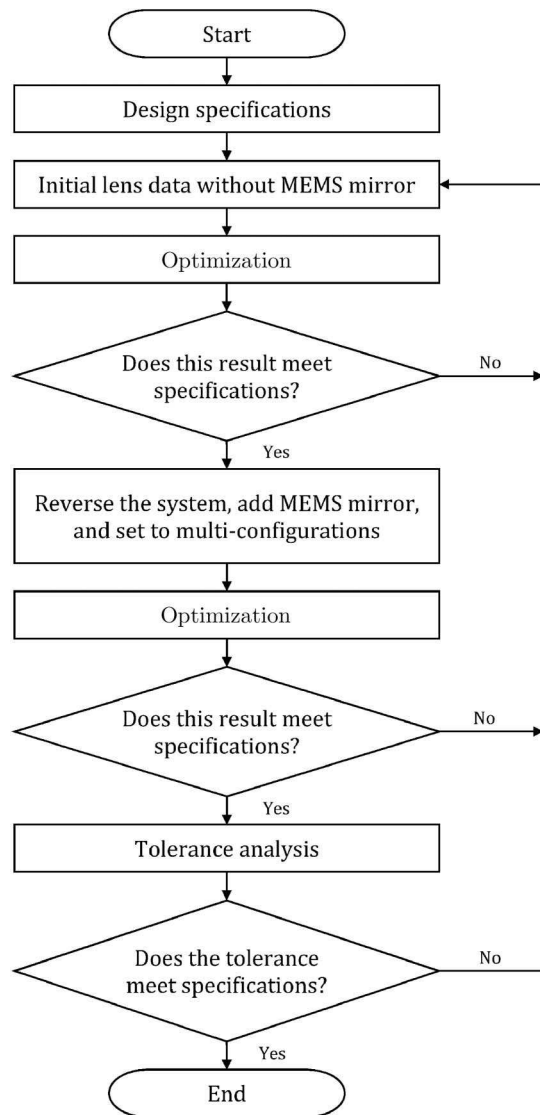 Start
Design specifications
Initial lens data without MEMS mirror
Optimization
Does this result meet
specifications?
No
Yes
Reverse the system, add MEMS mirror,
and set to multi-configurations
Optimization
Does this result meet
specifications?
No
Yes
Tolerance analysis
Does the tolerance
meet specifications?
No
Yes
End